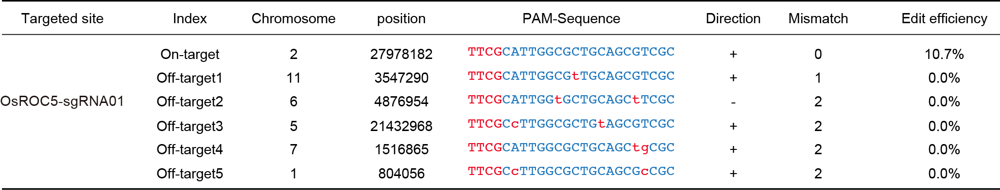 Targeted site Index Chromosome position PAM-Sequence Direction Mismatch Edit efficiency
On-target 2 27978182 TTCGCATTGGCGCTGCAGCGTCGC + 0 10.7%
Off-target1 11 3547290 TTCGCATTGGCGtTGCAGCGTCGC + 1 0.0%
OsROC5-sgRNA01 Off-target2 6 4876954 TTCGCATTGGtGCTGCAGCtTCGC - 2 0.0%
Off-target3 5 21432968 TTCGCcTTGGCGCTGtAGCGTCGC + 2 0.0%
Off-target4 7 1516865 TTCGCATTGGCGCTGCAGCtgCGC + 2 0.0%
Off-target5 1 804056 TTCGCcTTGGCGCTGCAGCGcCGC + 2 0.0%